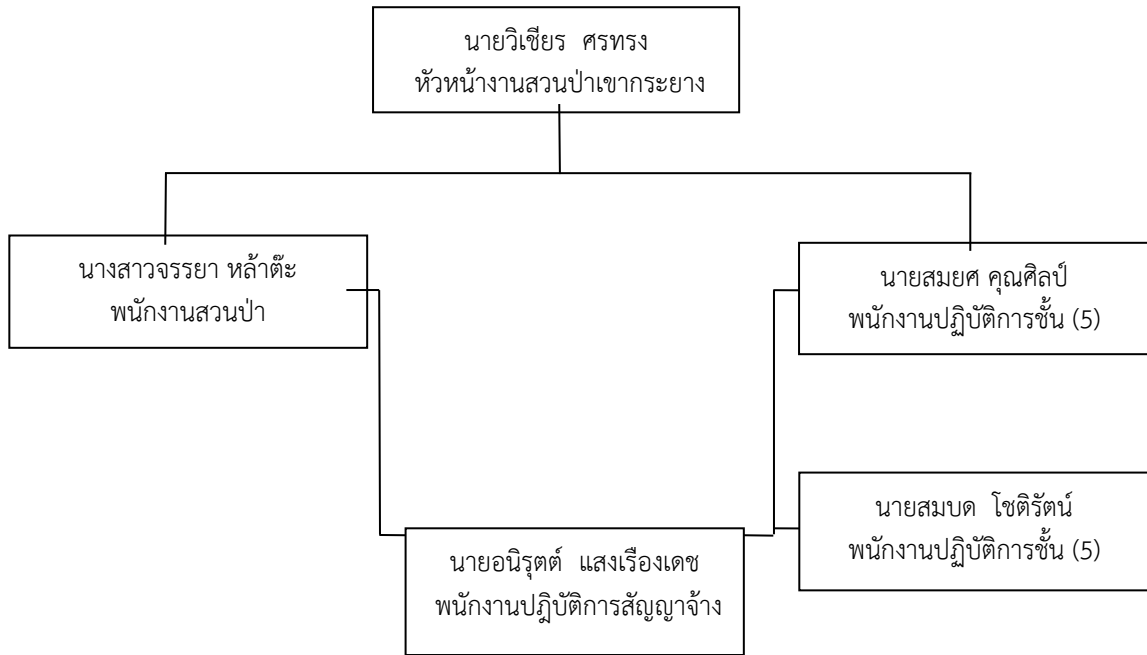 นายวิเชียร ศรทรง
หัวหน้างานสวนป่าเขากระยาง
นางสาวจรรยา หล้าต๊ะ
พนักงานสวนป่า
นายสมยศ คุณศิลป์
พนักงานปฏิบัติการชั้น (5)
นายสมบด โชติรัตน์
พนักงานปฏิบัติการชั้น (5)
นายอนิรุตต์ แสงเรืองเดช
พนักงานปฎิบัติการสัญญาจ้าง